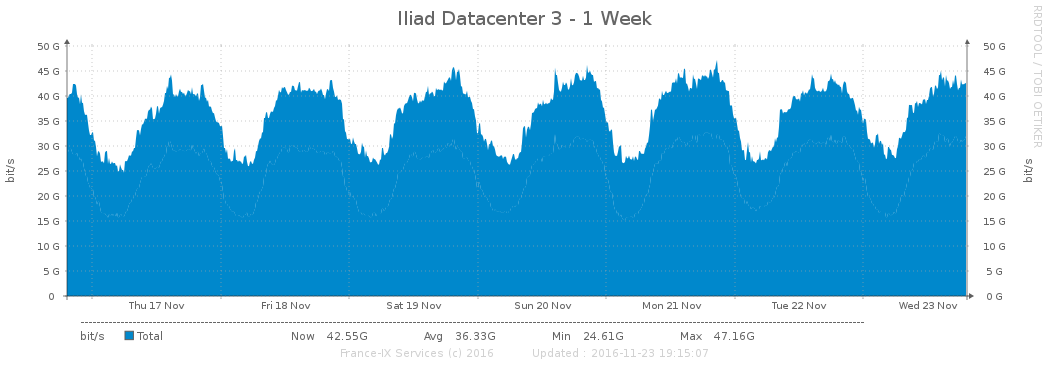 Iliad Datacenter 3 - 1 Week
RRDTOOL / TOBI OETIKER
50 G 50 G
45 G 45 G
40 G 40 G
35 G 35 G
30 G 30 G
25 G 25 G
20 G 20 G
15 G 15 G
10 G 10 G
5 G 5 G
0 0 G
bit/s bit/s
Thu 17 Nov Fri 18 Nov Sat 19 Nov Sun 20 Nov Mon 21 Nov Tue 22 Nov Wed 23 Nov
bit/s Total Now 42.55G Avg 36.33G Min 24.61G Max 47.16G
France-IX Services (c) 2016 Updated : 2016-11-23 19:15:07